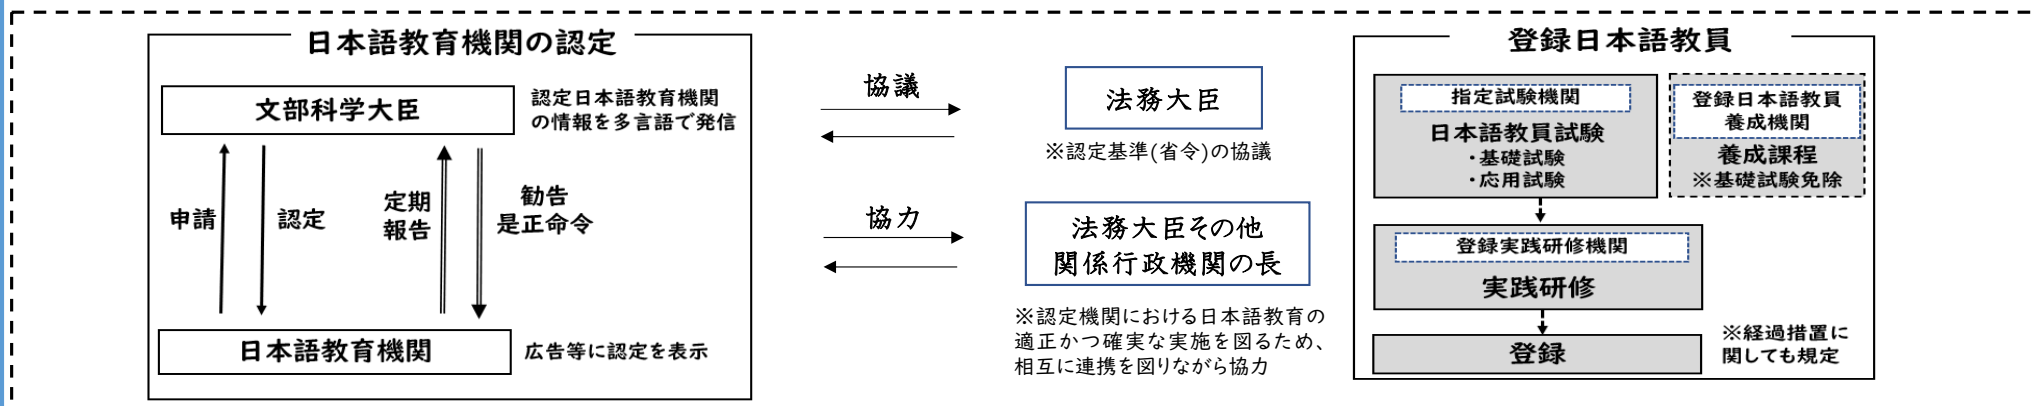 日本語教育機関の認定
文部科学大臣
認定日本語教育機関
の情報を多言語で発信
申請
認定
定期
報告
勧告
是正命令
日本語教育機関
広告等に認定を表示
協議
法務大臣
※認定基準(省令)の協議
協力
法務大臣その他
関係行政機関の長
※認定機関における日本語教育の
適正かつ確実な実施を図るため、
相互に連携を図りながら協力
登録日本語教員
指定試験機関
日本語教員試験
・基礎試験
・応用試験
登録日本語教員
養成機関
養成課程
※基礎試験免除
登録実践研修機関
実践研修
登録
※経過措置に
関しても規定